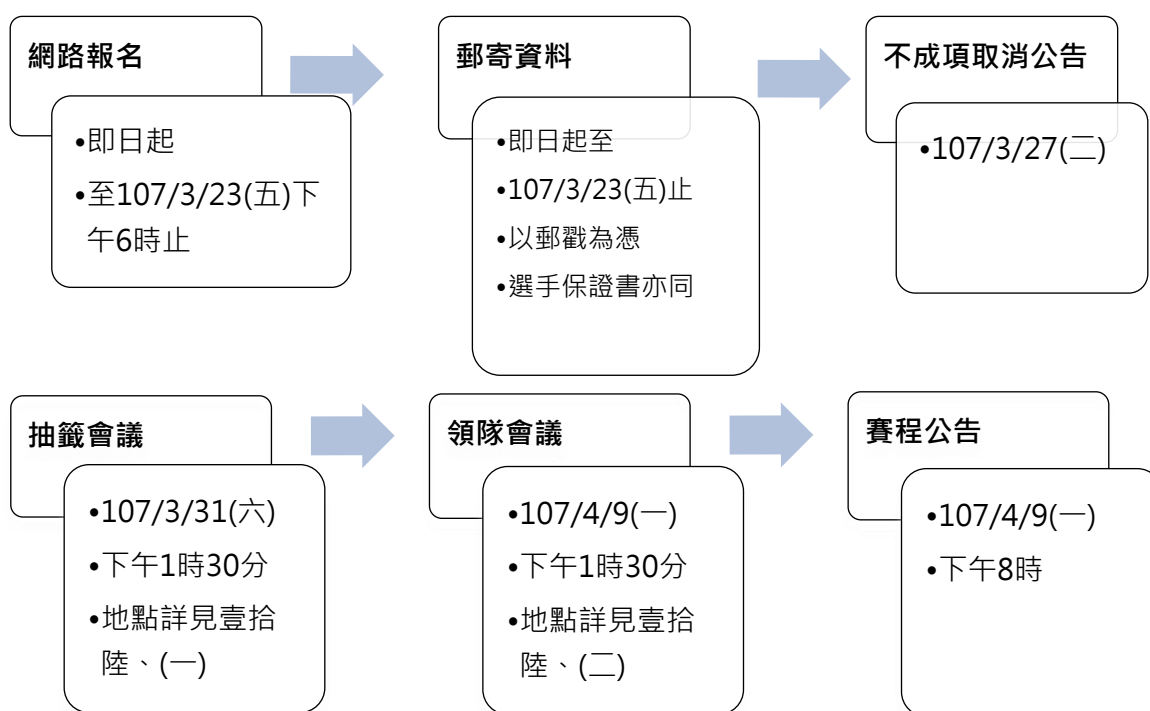 網路報名
•即日起
•至107/3/23(五)下
午6時止
郵寄資料
•即日起至
•107/3/23(五)止
•以郵戳為憑
•選手保證書亦同
不成項取消公告
•107/3/27(二)
抽籤會議
•107/3/31(六)
•下午1時30分
•地點詳見壹拾
陸、(一)
領隊會議
•107/4/9(一)
•下午1時30分
•地點詳見壹拾
陸、(二)
賽程公告
•107/4/9(一)
•下午8時